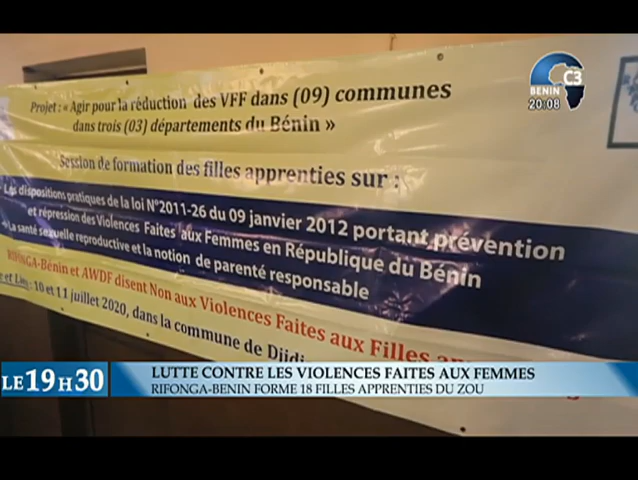 Projet : « Agir pour la réduction des VFF dans (09) communes
dans trois (03) départements du Bénin »
Session de formation des filles apprenties sur :
Les dispositions pratiques de la loi N°2011-26 du 09 janvier 2012 portant prévention
et répression des Violences Faites aux Femmes en République du Bénin
La santé sexuelle reproductive et la notion de parenté responsable
RIFONGA-Bénin et AWDF disent Non aux Violences Faites aux Filles
10 et 11 juillet 2020, dans la commune de
C3
BENIN
20:08
LE 19 H 30
LUTTE CONTRE LES VIOLENCES FAITES AUX FEMMES
RIFONGA-BENIN FORME 18 FILLES APPRENTIES DU ZOU